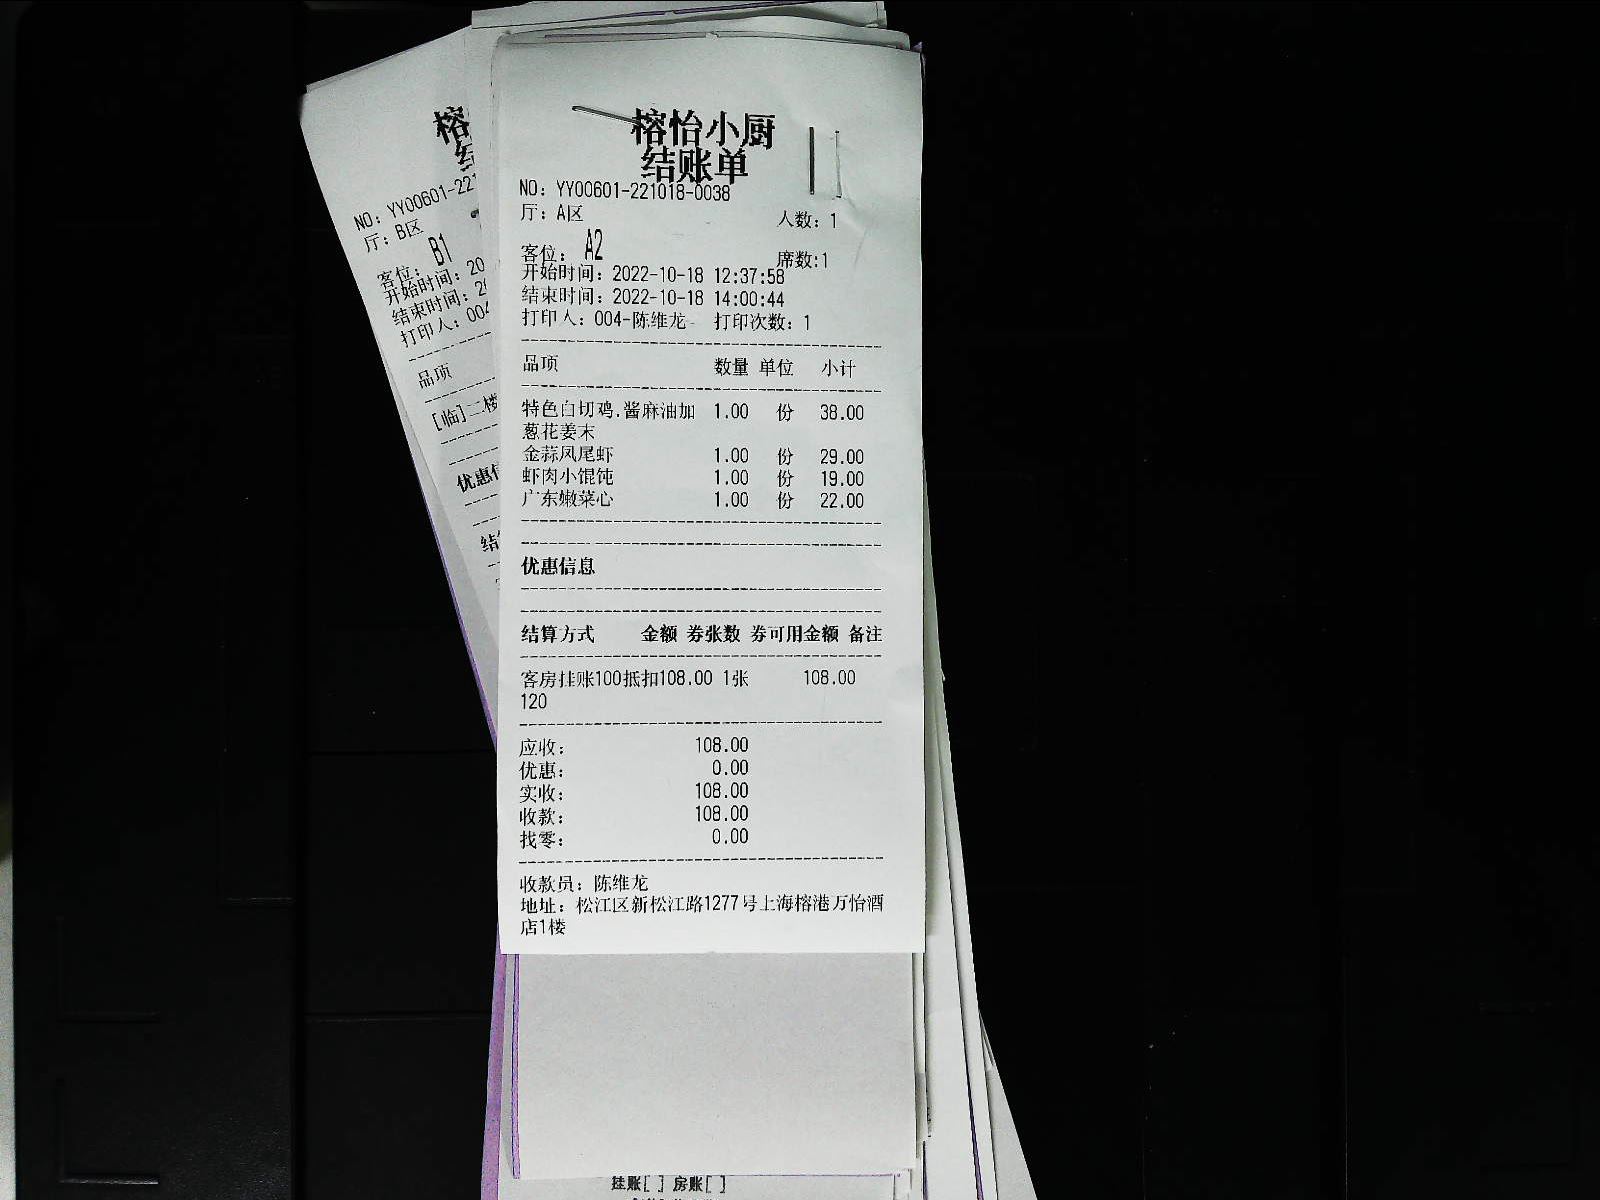 榕怡小厨
结账单
NO: YY00601-221018-0038
厅: A区 人数: 1
客位: A2 席数:1
开始时间: 2022-10-18 12:37:58
结束时间: 2022-10-18 14:00:44
打印人: 004-陈维龙 打印次数: 1
品项 数量 单位 小计
特色白切鸡.酱麻油加 1.00 份 38.00
葱花姜末
金蒜凤尾虾 1.00 份 29.00
虾肉小馄饨 1.00 份 19.00
广东嫩菜心 1.00 份 22.00
优惠信息
结算方式 金额 券张数 券可用金额 备注
客房挂账100抵扣108.00 1张 108.00
120
应收: 108.00
优惠: 0.00
实收: 108.00
收款: 108.00
找零: 0.00
收款员: 陈维龙
地址: 松江区新松江路1277号上海榕港万怡酒
店1楼
榕
NO: YY00601-22
厅: B区
客位: B1
开始时间: 20
结束时间: 2
打印人: 004
品项
[临]二楼
优惠
结
挂账[ ] 房账[ ]